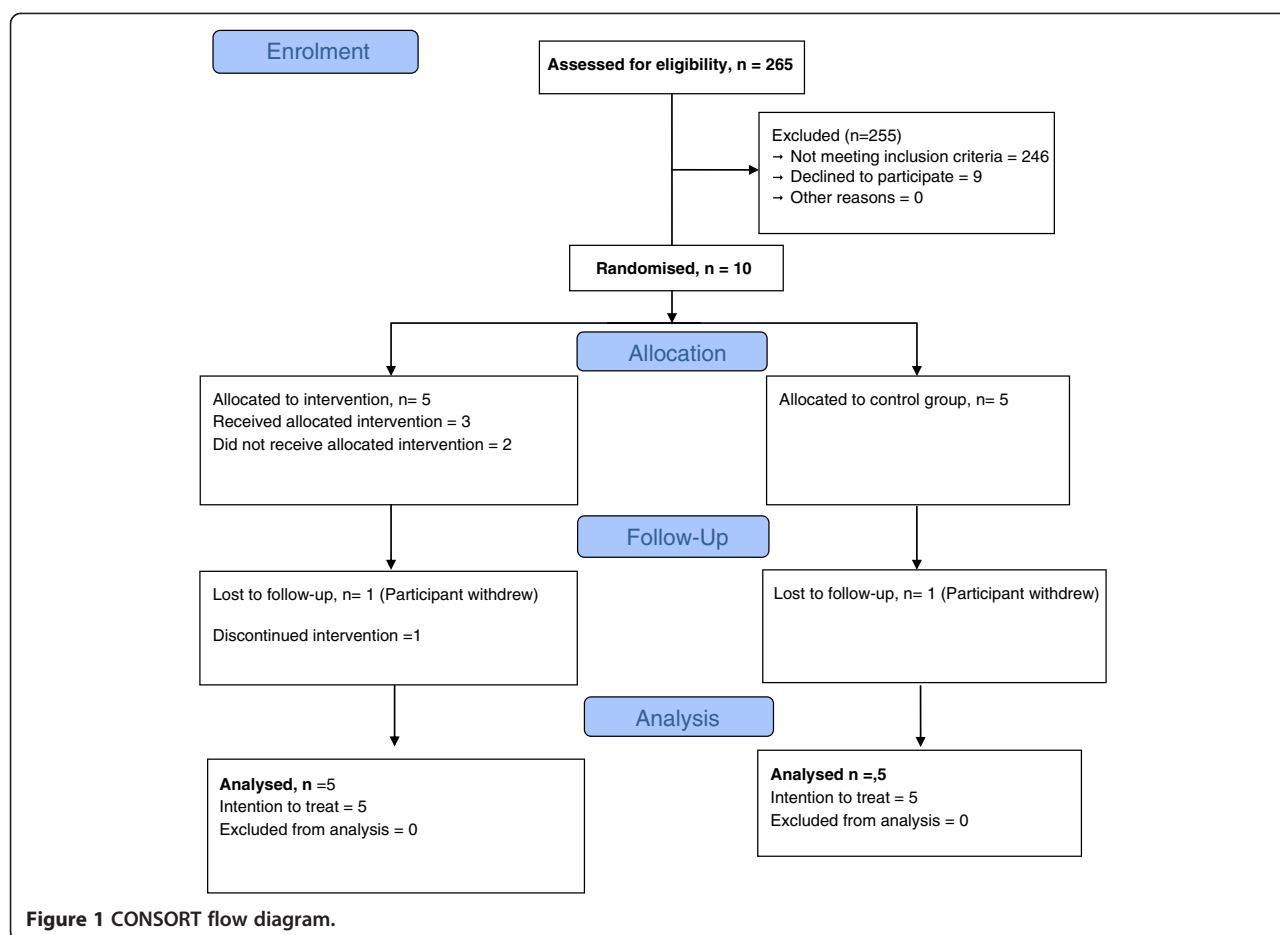 Enrolment
Assessed for eligibility, n = 265
Excluded (n=255)
→ Not meeting inclusion criteria = 246
→ Declined to participate = 9
→ Other reasons = 0
Randomised, n = 10
Allocation
Allocated to intervention, n= 5
Received allocated intervention = 3
Did not receive allocated intervention = 2
Allocated to control group, n= 5
Follow-Up
Lost to follow-up, n= 1 (Participant withdrew)
Discontinued intervention =1
Lost to follow-up, n= 1 (Participant withdrew)
Analysis
Analysed, n =5
Intention to treat = 5
Excluded from analysis = 0
Analysed n =,5
Intention to treat = 5
Excluded from analysis = 0
Figure 1 CONSORT flow diagram.